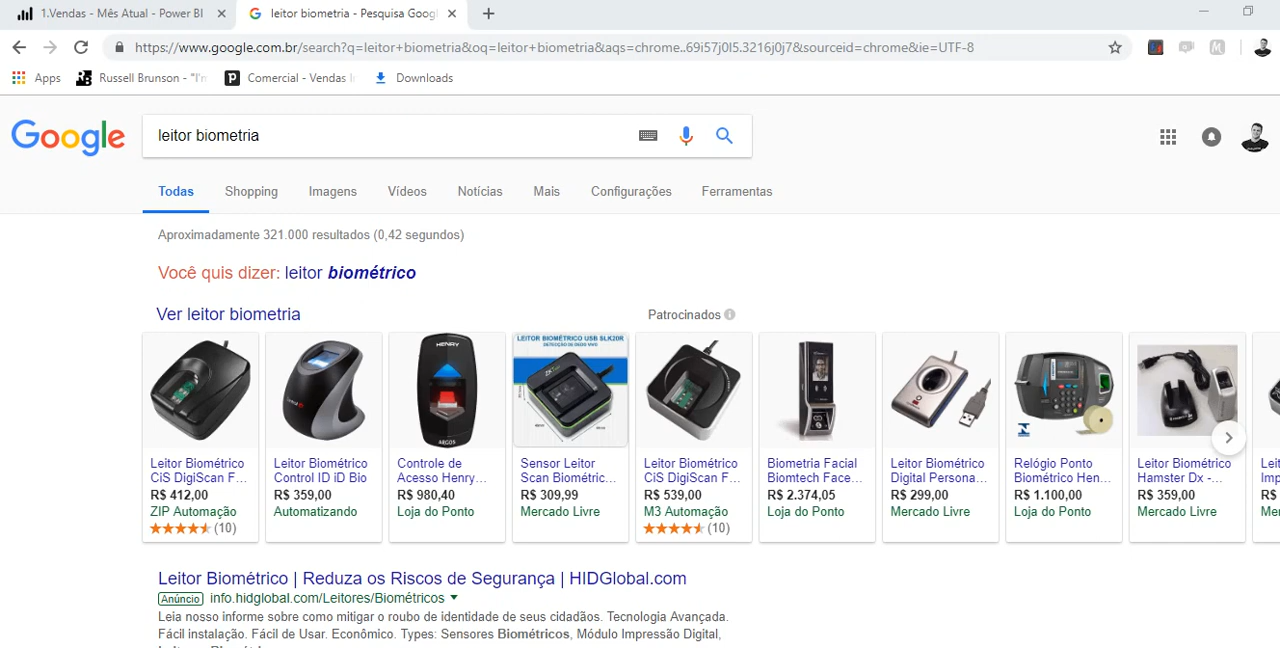 1.Vendas - Mês Atual - Power BI
leitor biometria - Pesquisa Googl
https://www.google.com.br/search?q=leitor+biometria&oq=leitor+biometria&aqs=chrome..69i57j0l5.3216j0j7&sourceid=chrome&ie=UTF-8
Apps
Russell Brunson - "I'm
Comercial - Vendas
Downloads
Google
leitor biometria
Todas
Shopping
Imagens
Vídeos
Notícias
Mais
Configurações
Ferramentas
Aproximadamente 321.000 resultados (0,42 segundos)
Você quis dizer: leitor biométrico
Ver leitor biometria
Patrocinados
Leitor Biométrico
CiS DigiScan F...
R$ 412,00
ZIP Automação
(10)
Leitor Biométrico
Control ID iD Bio
R$ 359,00
Automatizando
HENRY
ARGOS
Controle de
Acesso Henry...
R$ 980,40
Loja do Ponto
LEITOR BIOMÉTRICO USB SLK20R
Sensor Leitor
Scan Biométric...
R$ 309,99
Mercado Livre
Leitor Biométrico
CiS DigiScan F...
R$ 539,00
M3 Automação
(10)
Biometria Facial
Biomtech Face...
R$ 2.374,05
Loja do Ponto
Leitor Biométrico
Digital Persona...
R$ 299,00
Mercado Livre
Relógio Ponto
Biométrico Hen...
R$ 1.100,00
Loja do Ponto
Leitor Biométrico
Hamster Dx -...
R$ 359,00
Mercado Livre
R$
Leitor Biométrico | Reduza os Riscos de Segurança | HIDGlobal.com
Anúncio info.hidglobal.com/Leitores/Biométricos
Leia nosso informe sobre como mitigar o roubo de identidade de seus cidadãos. Tecnologia Avançada.
Fácil instalação. Fácil de Usar. Econômico. Types: Sensores Biométricos, Módulo Impressão Digital,